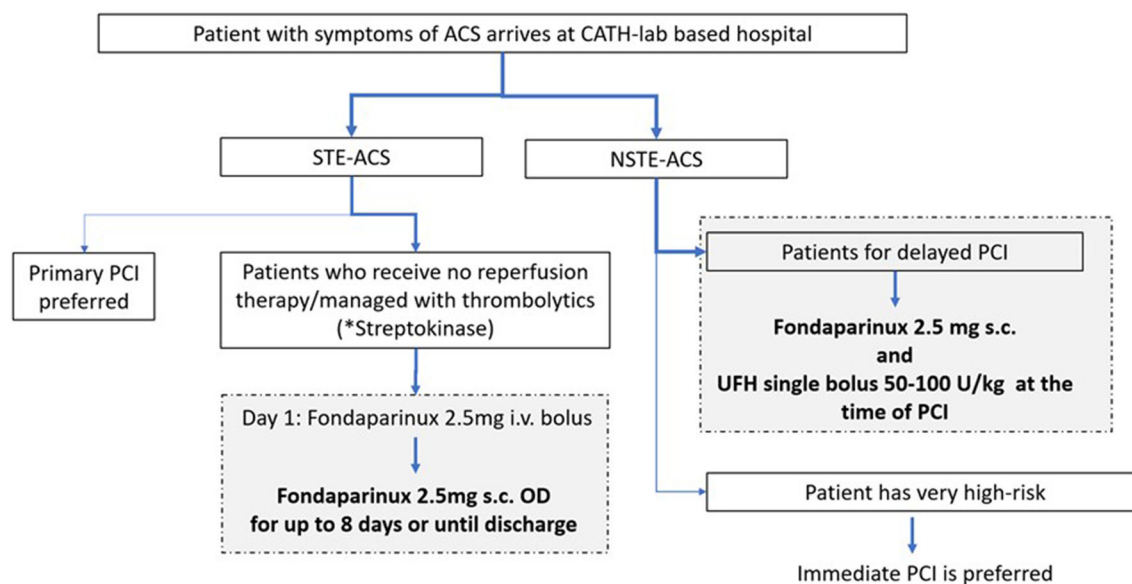 Patient with symptoms of ACS arrives at CATH-lab based hospital
STE-ACS
NSTE-ACS
Primary PCI
preferred
Patients who receive no reperfusion
therapy/managed with thrombolytics
(*Streptokinase)
Day 1: Fondaparinux 2.5mg i.v. bolus
Fondaparinux 2.5mg s.c. OD
for up to 8 days or until discharge
Patients for delayed PCI
Fondaparinux 2.5 mg s.c.
and
UFH single bolus 50-100 U/kg at the
time of PCI
Patient has very high-risk
Immediate PCI is preferred